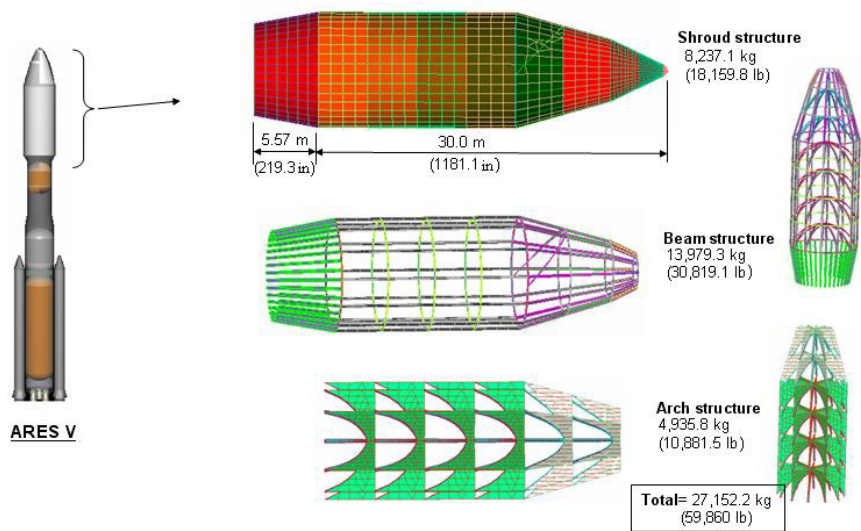 Shroud structure
8,237.1 kg
(18,159.8 lb)
5.57 m
30.0 m
(219.3 in)
(1181.1 in)
Beam structure
13,979.3 kg
(30,819.1 lb)
Arch structure
4,935.8 kg
(10,881.5 lb)
ARES V
Total= 27,152.2 kg
(59,860 lb)